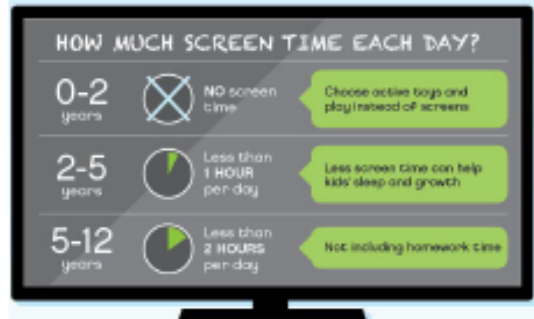 HOW MUCH SCREEN TIME EACH DAY?
0-2
years
NO screen
time
Choose active toys and
play instead of screens
2-5
years
Less than
1 HOUR
per day
Less screen time can help
kids' sleep and growth
5-12
years
Less than
2 HOURS
per day
Not including homework time